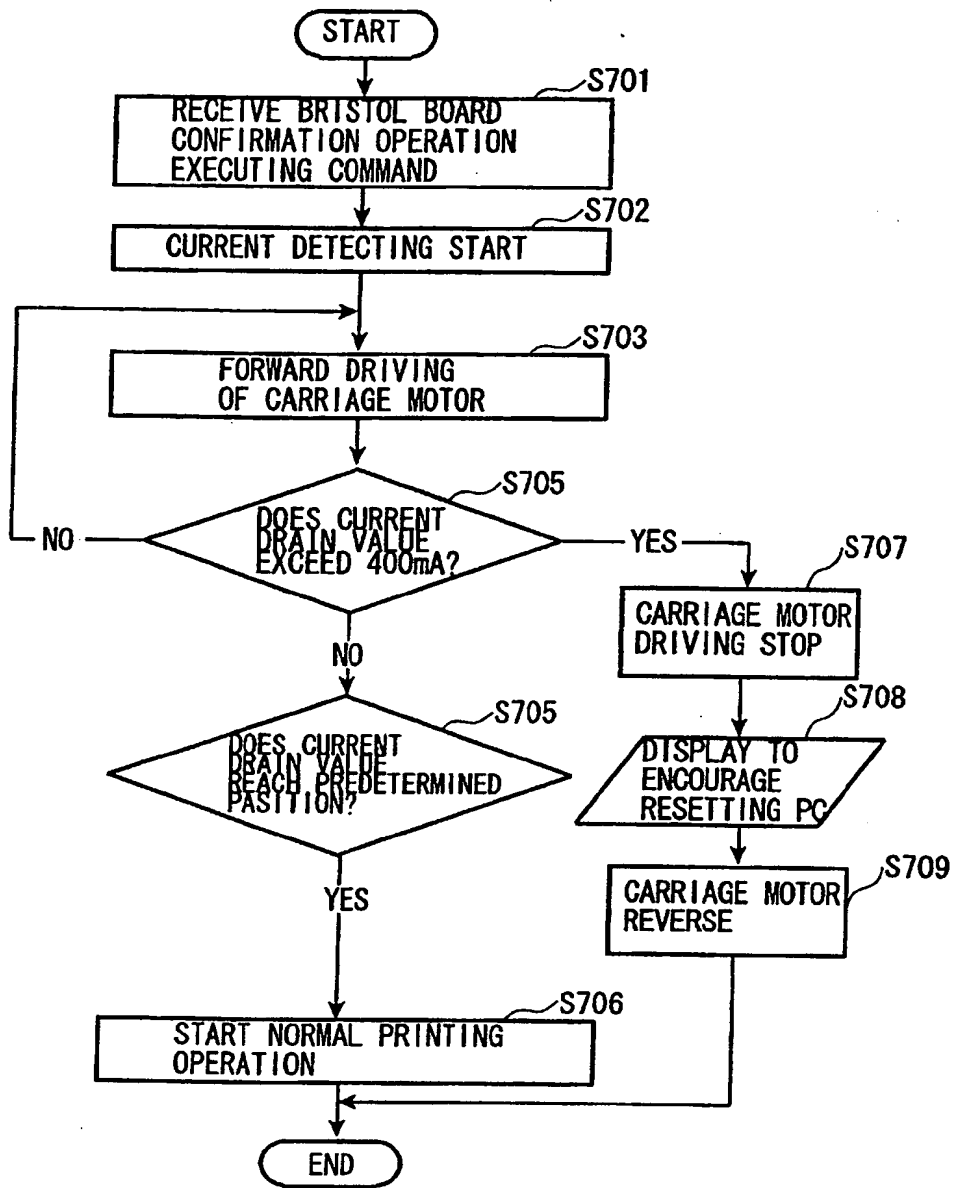 START
S701
RECEIVE BRISTOL BOARD
CONFIRMATION OPERATION
EXECUTING COMMAND
S702
CURRENT DETECTING START
S703
FORWARD DRIVING
OF CARRIAGE MOTOR
S705
DOES CURRENT
DRAIN VALUE
EXCEED 400mA?
NO
YES
S707
CARRIAGE MOTOR
DRIVING STOP
NO
S705
DOES CURRENT
DRAIN VALUE
REACH PREDETERMINED
PASITION?
S708
DISPLAY TO
ENCOURAGE
RESETTING PC
YES
S709
CARRIAGE MOTOR
REVERSE
S706
START NORMAL PRINTING
OPERATION
END